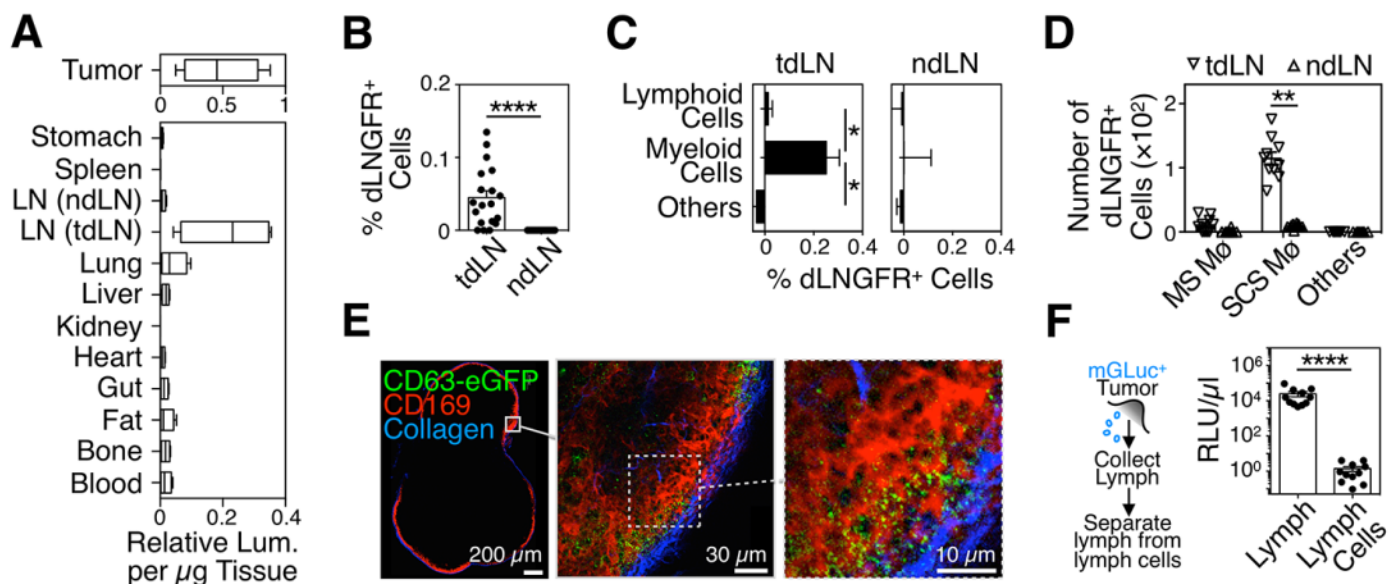 A
Tumor
0 0.5 1
Stomach
Spleen
LN (ndLN)
LN (tdLN)
Lung
Liver
Kidney
Heart
Gut
Fat
Bone
Blood
0 0.2 0.4
Relative Lum.
per µg Tissue
B
% dLNGFR+
Cells
0.2
0.1
0
****
tdLN
ndLN
C
tdLN
ndLN
Lymphoid
Cells
Myeloid
Cells
Others
*
*
0 0.2 0.4
0 0.2 0.4
% dLNGFR+ Cells
D
▽ tdLN △ ndLN
Number of
dLNGFR+
Cells (×10²)
2
1
0
**
MS Mø
SCS Mø
Others
E
CD63-eGFP
CD169
Collagen
200 µm
30 µm
10 µm
F
mGLuc+
Tumor
Collect
Lymph
Separate
lymph from
lymph cells
RLU/µl
10⁶
10⁴
10²
10⁰
****
Lymph
Lymph
Cells